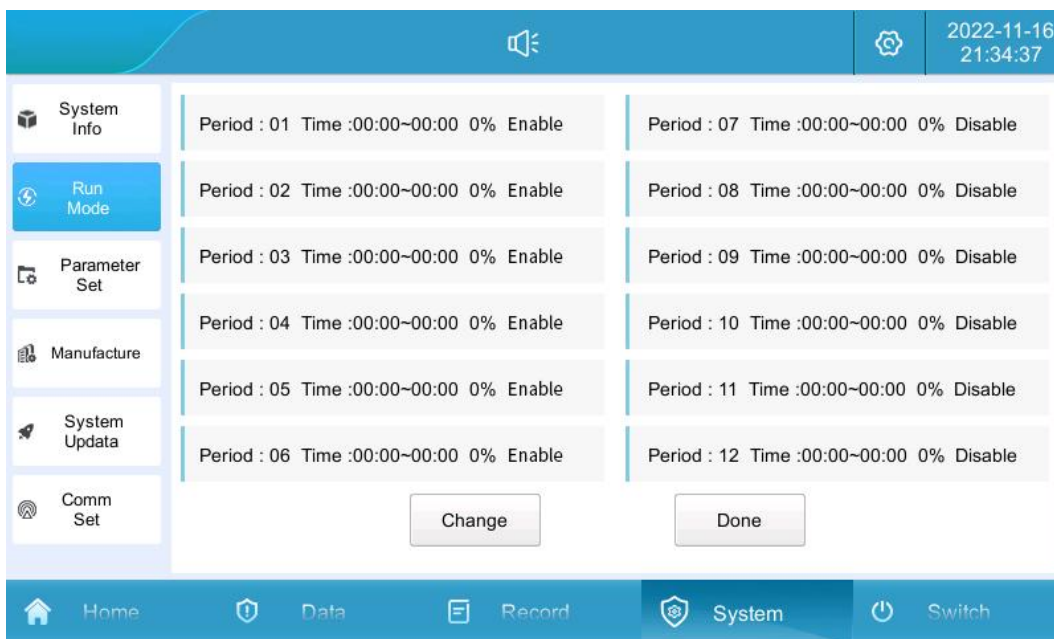 2022-11-16
21:34:37
System
Info
Run
Mode
Parameter
Set
Manufacture
System
Updata
Comm
Set
Period : 01 Time :00:00~00:00 0% Enable
Period : 02 Time :00:00~00:00 0% Enable
Period : 03 Time :00:00~00:00 0% Enable
Period : 04 Time :00:00~00:00 0% Enable
Period : 05 Time :00:00~00:00 0% Enable
Period : 06 Time :00:00~00:00 0% Enable
Period : 07 Time :00:00~00:00 0% Disable
Period : 08 Time :00:00~00:00 0% Disable
Period : 09 Time :00:00~00:00 0% Disable
Period : 10 Time :00:00~00:00 0% Disable
Period : 11 Time :00:00~00:00 0% Disable
Period : 12 Time :00:00~00:00 0% Disable
Change
Done
Home
Data
Record
System
Switch